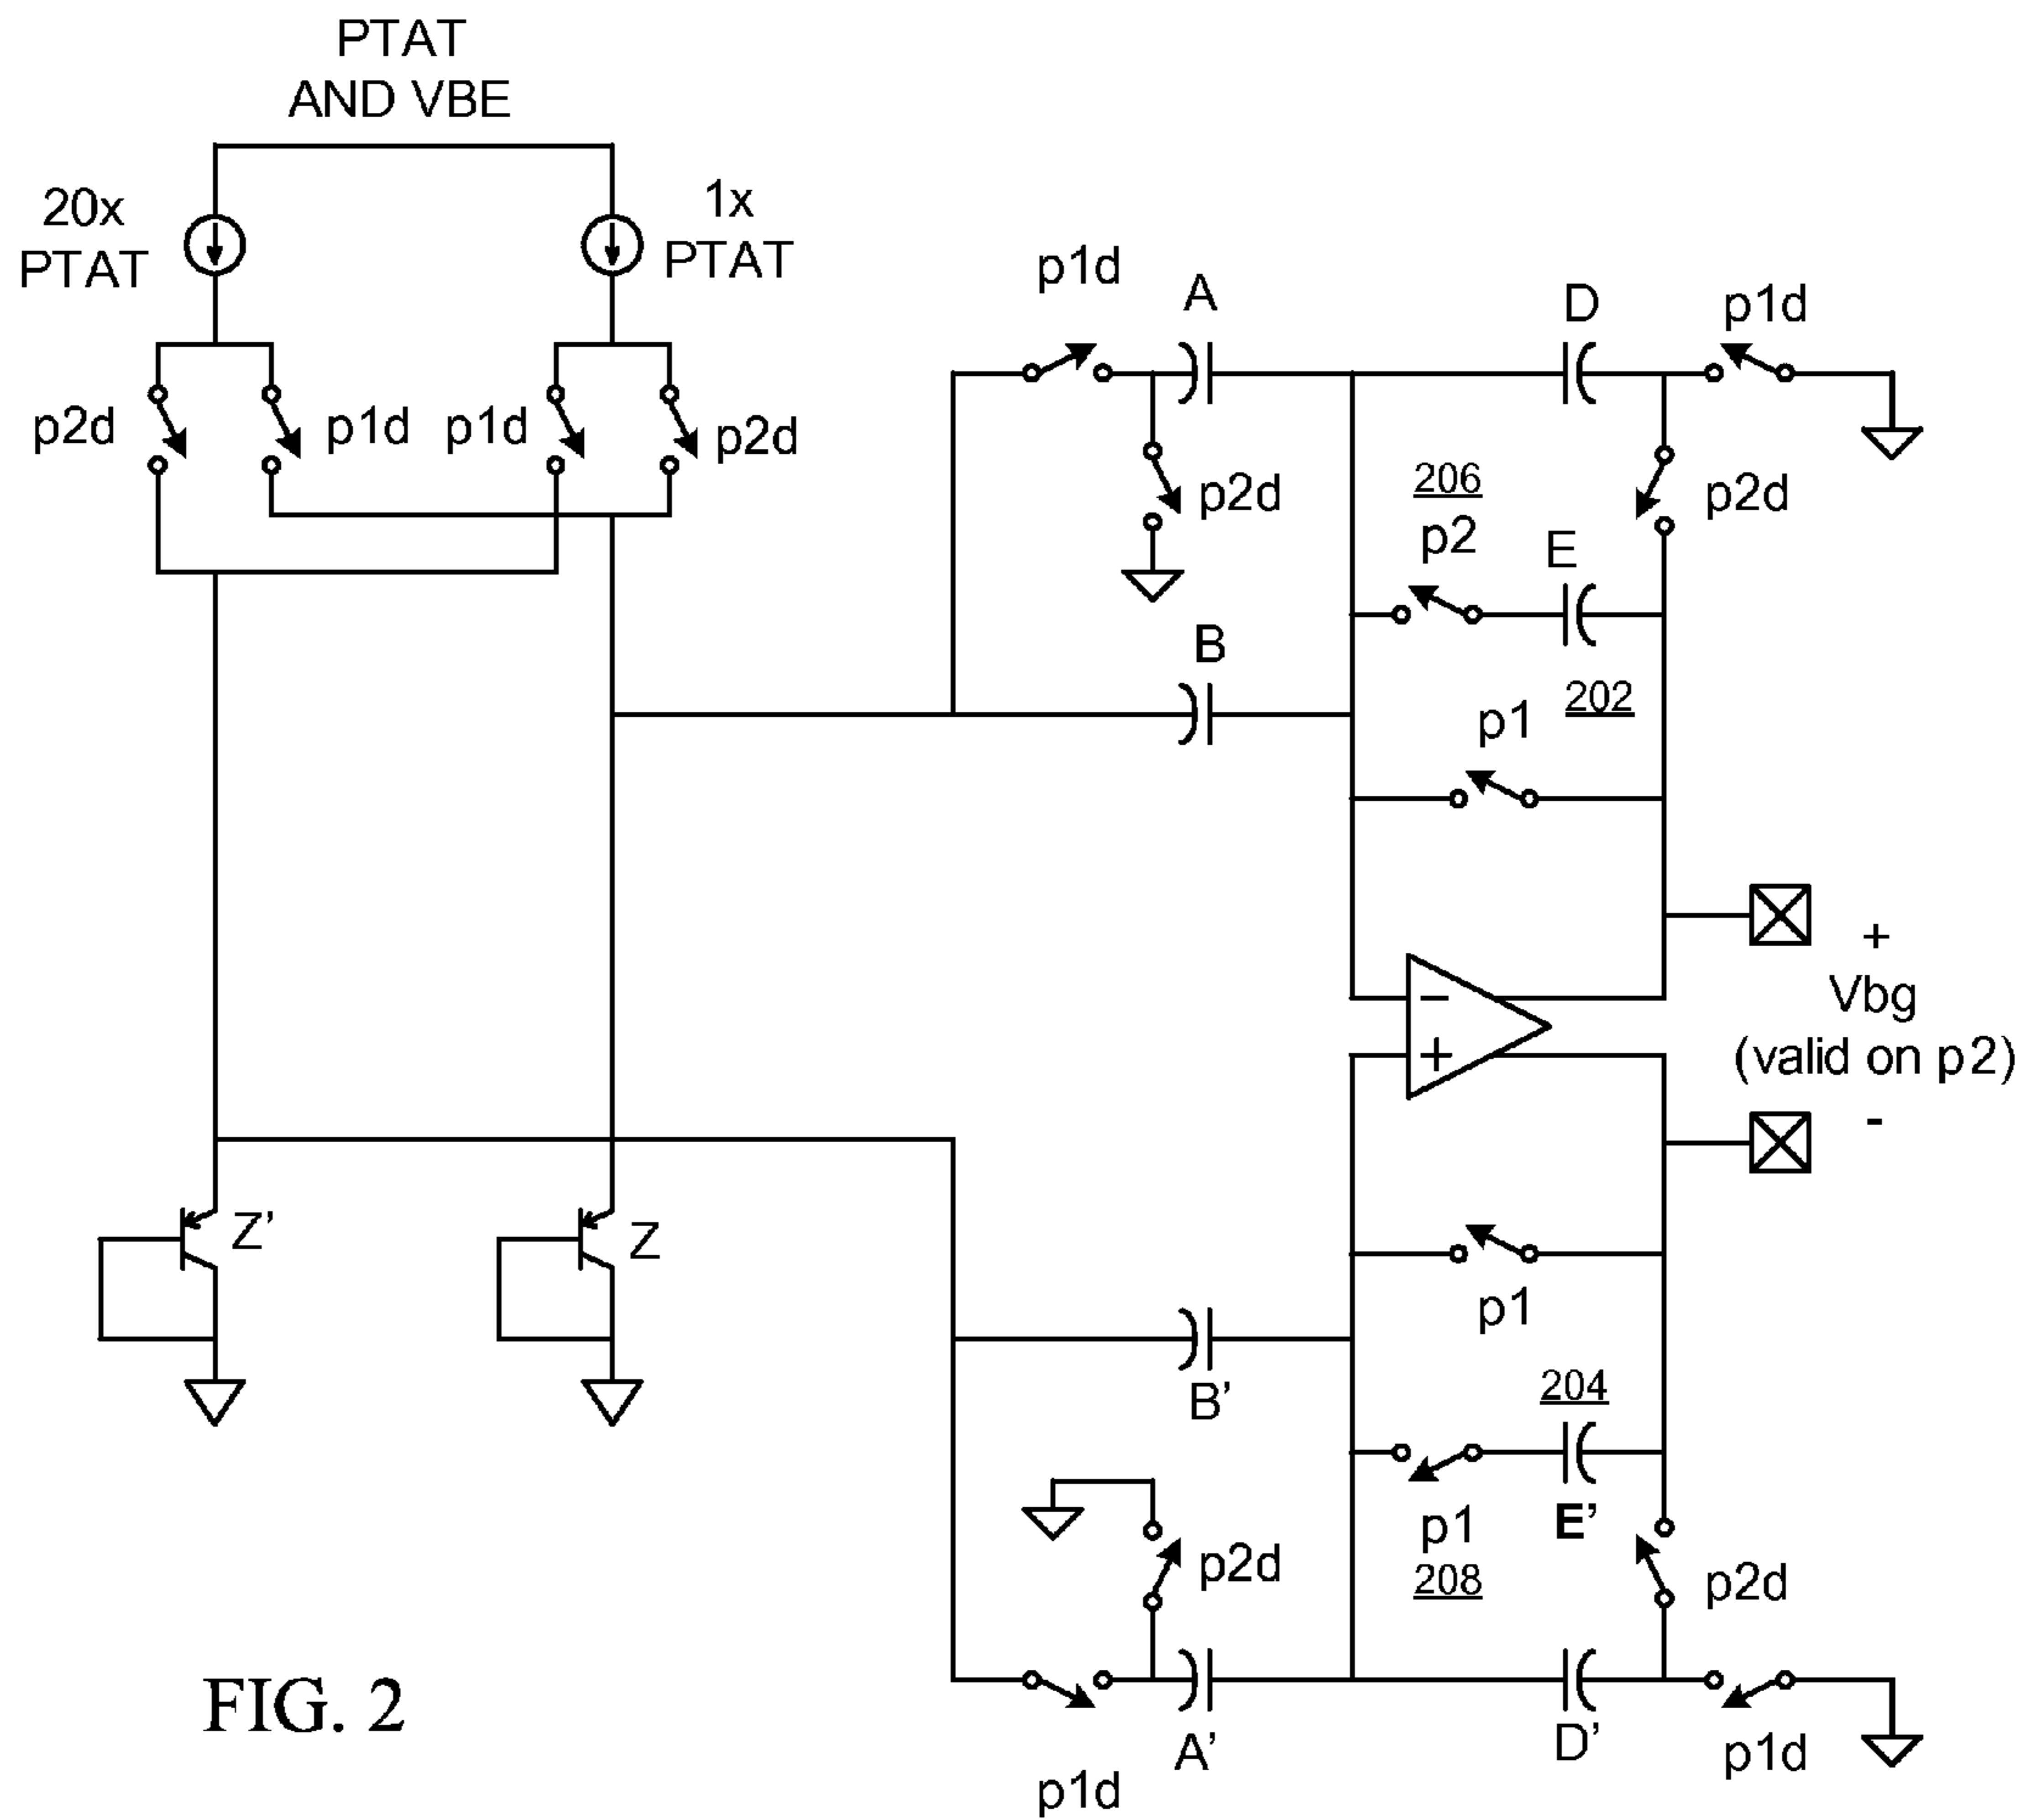 PTAT
AND VBE
20x
PTAT
1x
PTAT
p2d
p1d
p1d
p2d
p1d
A
D
p1d
p2d
206
p2
E
p2d
B
202
p1
+
Vbg
(valid on p2)
-
−
+
Z’
Z
p1
B’
204
E’
p1
208
p2d
p2d
A’
D’
p1d
p1d
FIG. 2